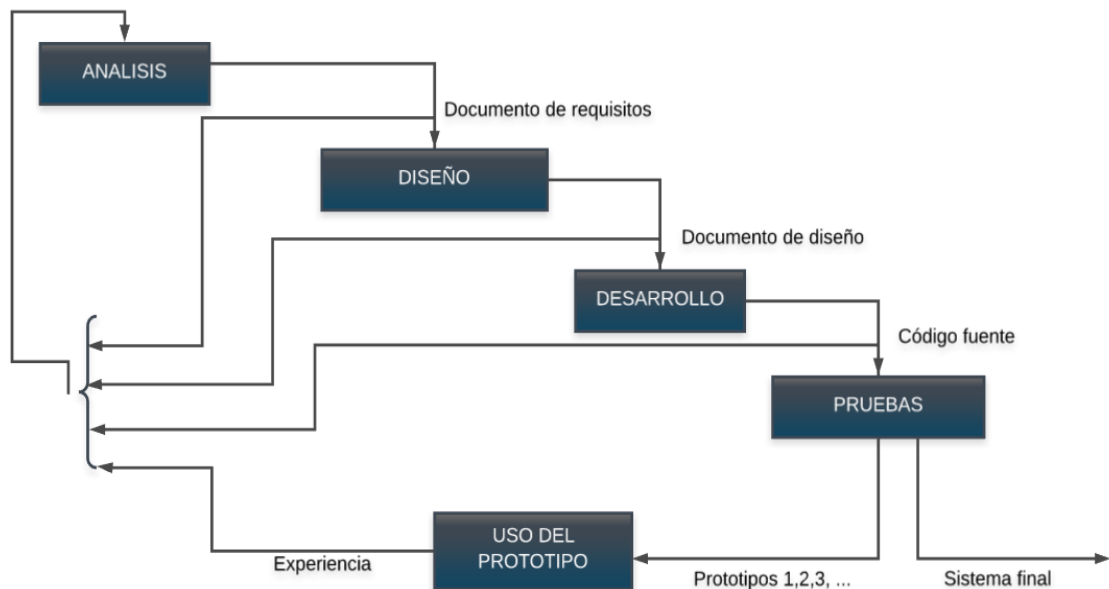 ANALISIS
Documento de requisitos
DISEÑO
Documento de diseño
DESARROLLO
Código fuente
PRUEBAS
USO DEL
PROTOTIPO
Experiencia
Prototipos 1,2,3, ...
Sistema final